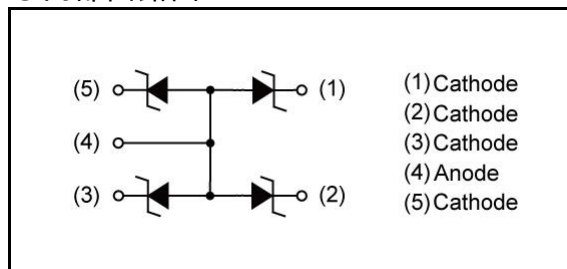 (5)
(1)
(4)
(3)
(2)
(1)Cathode
(2)Cathode
(3)Cathode
(4)Anode
(5)Cathode